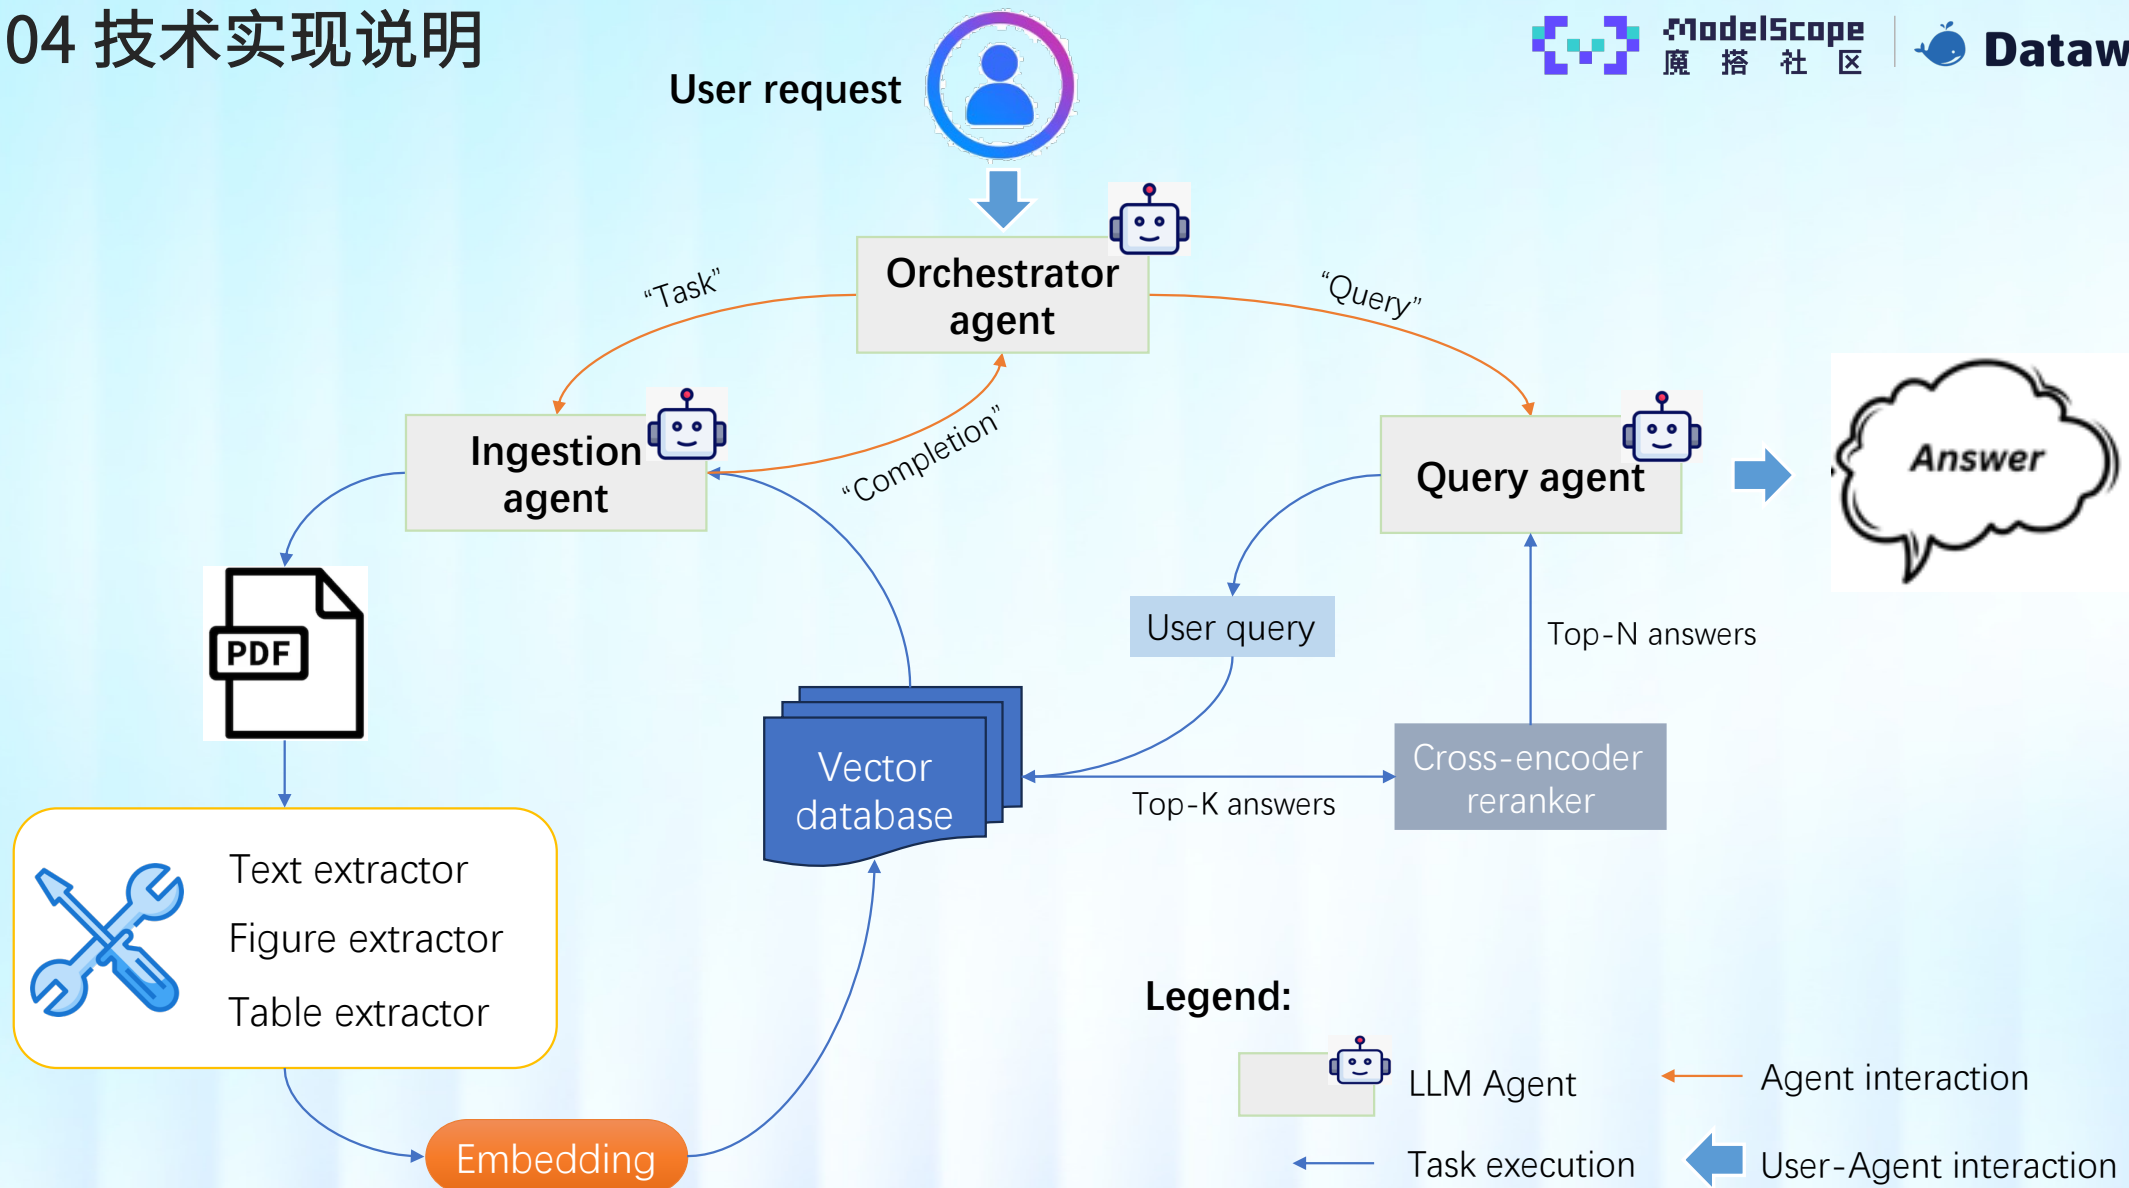 04 技术实现说明
ModelScope
魔搭社区
Dataw
User request
Orchestrator
agent
“Task”
“Query”
“Completion”
Ingestion
agent
Query agent
Answer
PDF
User query
Top-N answers
Vector
database
Top-K answers
Cross-encoder
reranker
Text extractor
Figure extractor
Table extractor
Embedding
Legend:
LLM Agent
Agent interaction
Task execution
User-Agent interaction